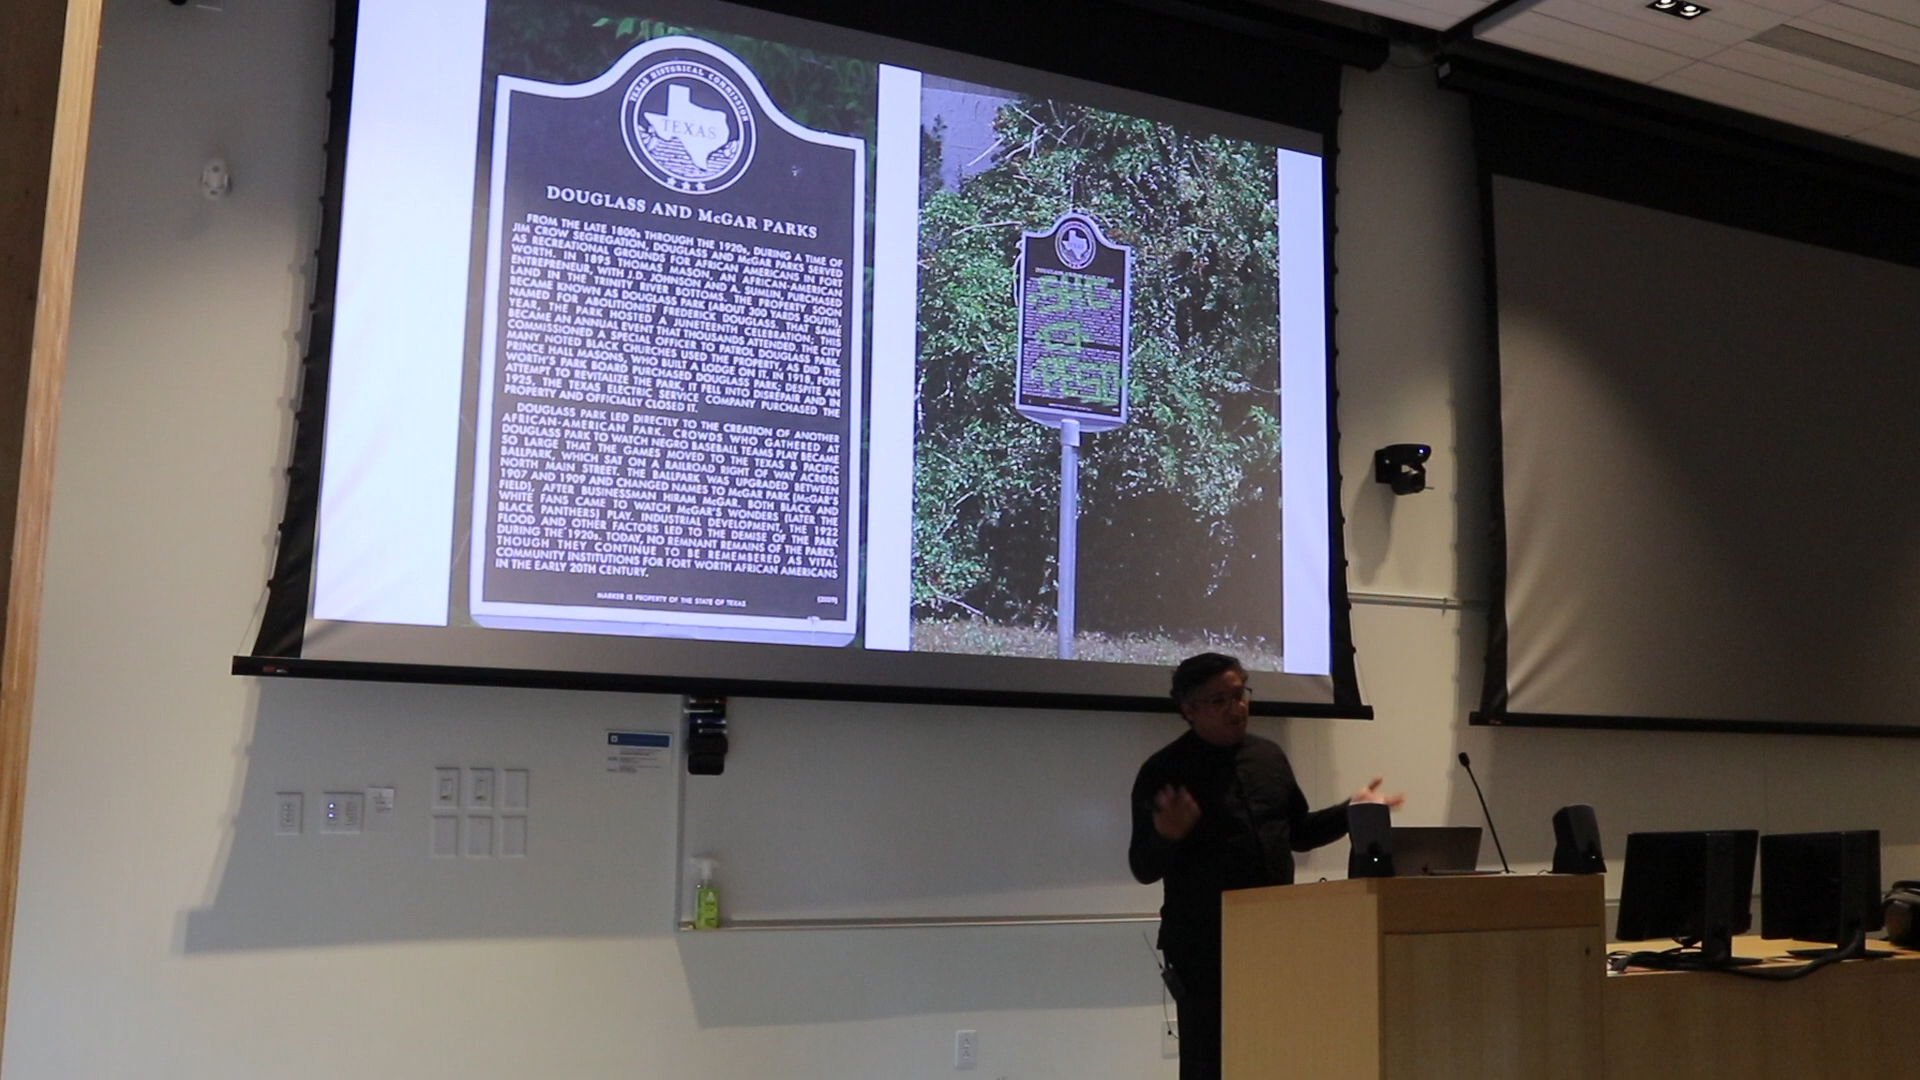 TEXAS HISTORICAL COMMISSION
TEXAS
DOUGLASS AND McGAR PARKS
FROM THE LATE 1800s THROUGH THE 1920s, DURING A TIME OF
JIM CROW SEGREGATION, DOUGLASS AND McGAR PARKS SERVED
AS RECREATIONAL GROUNDS FOR AFRICAN AMERICANS IN FORT
WORTH. IN 1895 THOMAS MASON, AN AFRICAN-AMERICAN
ENTREPRENEUR, WITH J.D. JOHNSON AND A. SUMLIN, PURCHASED
LAND IN THE TRINITY RIVER BOTTOMS. THE PROPERTY SOON
BECAME KNOWN AS DOUGLASS PARK (ABOUT 300 YARDS SOUTH),
NAMED FOR ABOLITIONIST FREDERICK DOUGLASS. THAT SAME
YEAR, THE PARK HOSTED A JUNETEENTH CELEBRATION; THIS
BECAME AN ANNUAL EVENT THAT THOUSANDS ATTENDED. THE CITY
COMMISSIONED A SPECIAL OFFICER TO PATROL DOUGLASS PARK.
MANY NOTED BLACK CHURCHES USED THE PROPERTY, AS DID THE
PRINCE HALL MASONS, WHO BUILT A LODGE ON IT. IN 1918, FORT
WORTH'S PARK BOARD PURCHASED DOUGLASS PARK; DESPITE AN
ATTEMPT TO REVITALIZE THE PARK, IT FELL INTO DISREPAIR AND IN
1925, THE TEXAS ELECTRIC SERVICE COMPANY PURCHASED THE
PROPERTY AND OFFICIALLY CLOSED IT.
DOUGLASS PARK LED DIRECTLY TO THE CREATION OF ANOTHER
AFRICAN-AMERICAN PARK. CROWDS WHO GATHERED AT
DOUGLASS PARK TO WATCH NEGRO BASEBALL TEAMS PLAY BECAME
SO LARGE THAT THE GAMES MOVED TO THE TEXAS & PACIFIC
BALLPARK, WHICH SAT ON A RAILROAD RIGHT OF WAY ACROSS
NORTH MAIN STREET. THE BALLPARK WAS UPGRADED BETWEEN
1907 AND 1909 AND CHANGED NAMES TO McGAR PARK (McGAR'S
FIELD), AFTER BUSINESSMAN HIRAM McGAR. BOTH BLACK AND
WHITE FANS CAME TO WATCH McGAR'S WONDERS (LATER THE
BLACK PANTHERS) PLAY. INDUSTRIAL DEVELOPMENT, THE 1922
FLOOD AND OTHER FACTORS LED TO THE DEMISE OF THE PARK
DURING THE 1920s. TODAY, NO REMNANT REMAINS OF THE PARKS,
THOUGH THEY CONTINUE TO BE REMEMBERED AS VITAL
COMMUNITY INSTITUTIONS FOR FORT WORTH AFRICAN AMERICANS
IN THE EARLY 20TH CENTURY.
MARKER IS PROPERTY OF THE STATE OF TEXAS (2009)